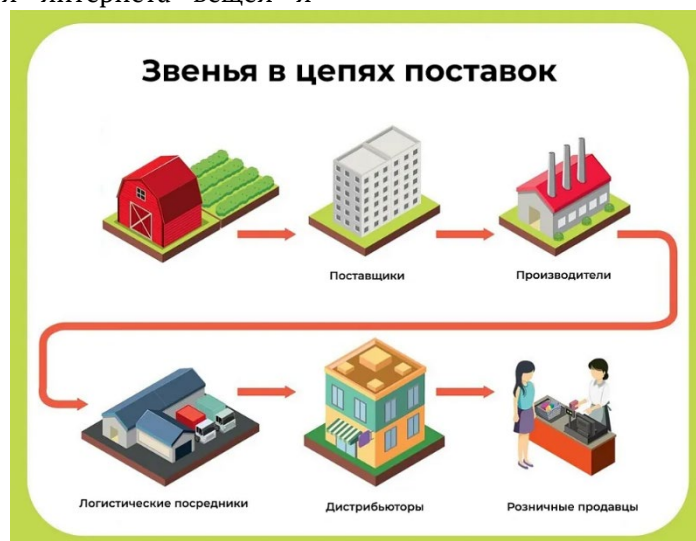 Звенья в цепях поставок
Поставщики
Производители
Логистические посредники
Дистрибьюторы
Розничные продавцы